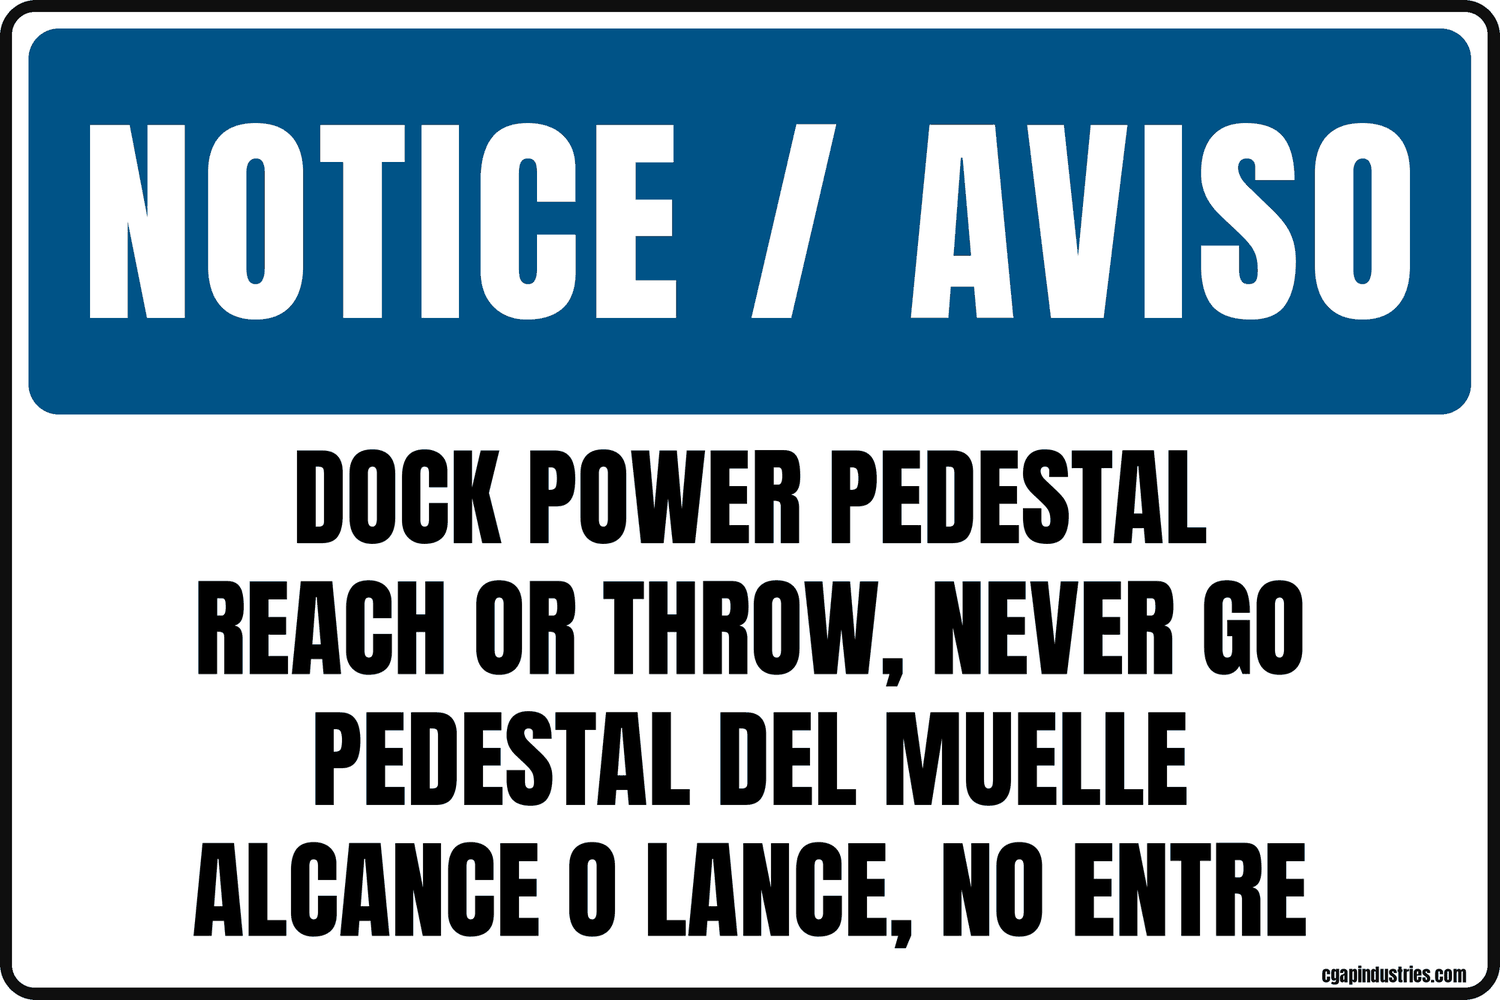 NOTICE / AVISO
DOCK POWER PEDESTAL
REACH OR THROW, NEVER GO
PEDESTAL DEL MUELLE
ALCANCE O LANCE, NO ENTRE
cgapindustries.com